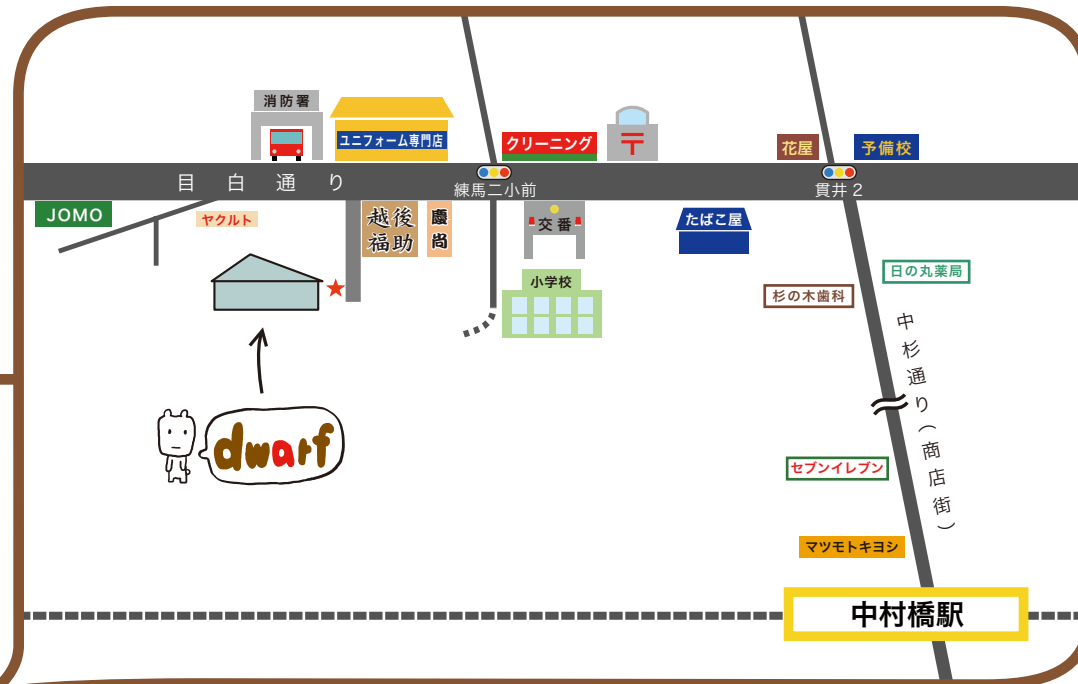 消防署
ユニフォーム専門店
クリーニング
花屋
予備校
目白通り
練馬二小前
貫井2
JOMO
ヤクルト
越後
福助
慶尚
交番
たばこ屋
小学校
日の丸薬局
杉の木歯科
中杉通り(商店街)
dwarf
セブンイレブン
マツモトキヨシ
中村橋駅